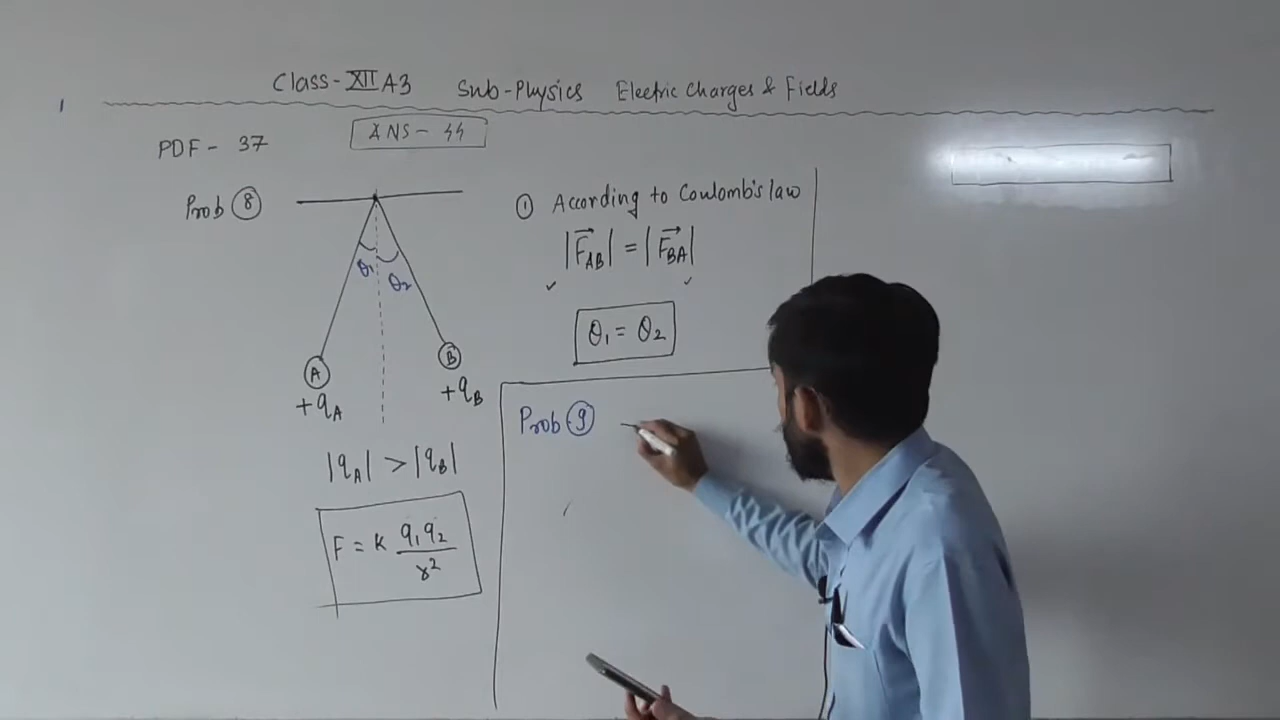 Class-XII A3 Sub-Physics Electric Charges & Fields
PDF - 37
ANS - 44
Prob 8
θ₁
θ₂
A
B
+qA
+qB
|qA| > |qB|
F = K q₁q₂/r²
① According to Coulomb's law
|F⃗AB| = |F⃗BA|
θ₁ = θ₂
Prob 9